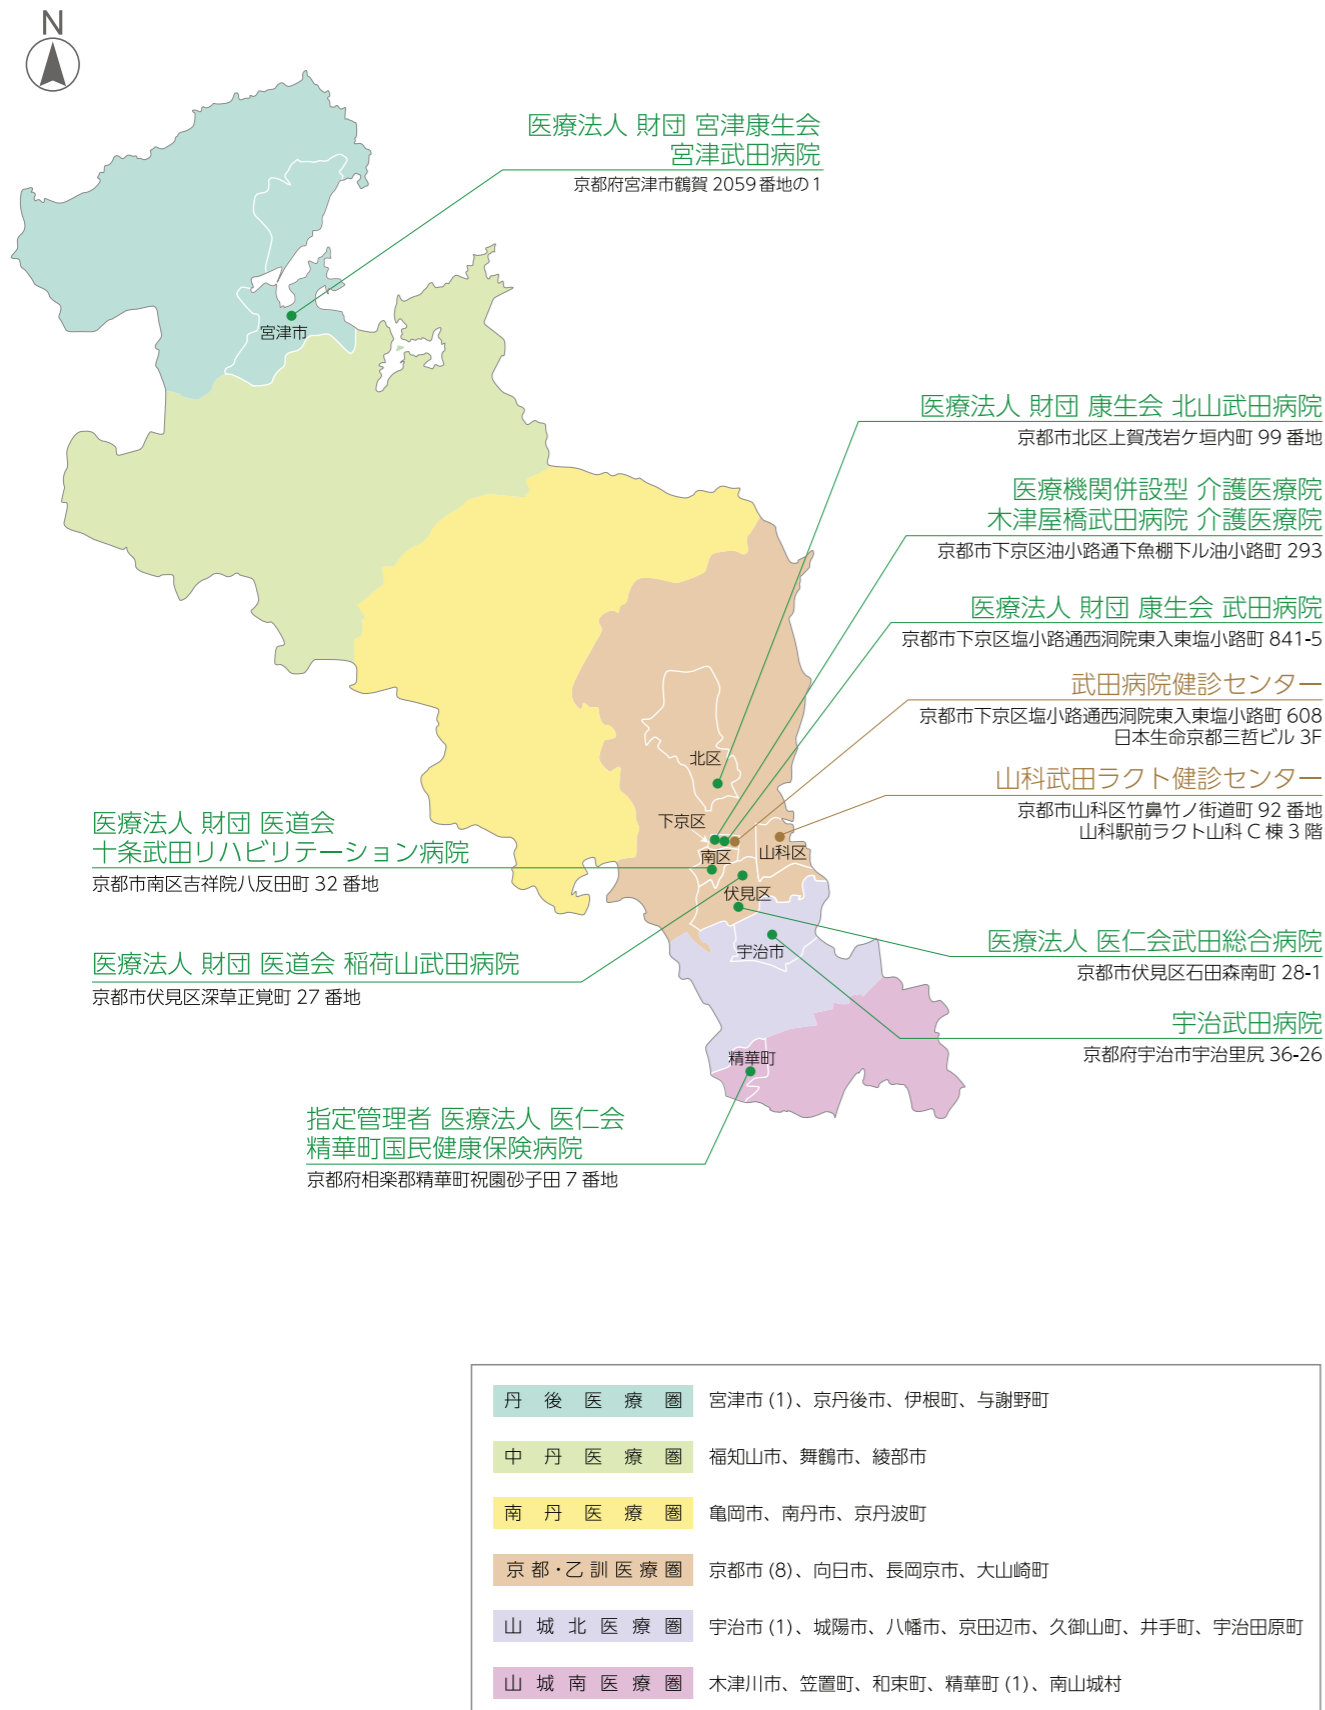 N
医療法人 財団 宮津康生会
宮津武田病院
京都府宮津市鶴賀 2059番地の1
宮津市
医療法人 財団 康生会 北山武田病院
京都市北区上賀茂岩ケ垣内町 99 番地
医療機関併設型 介護医療院
木津屋橋武田病院 介護医療院
京都市下京区油小路通下魚棚下ル油小路町 293
医療法人 財団 康生会 武田病院
京都市下京区塩小路通西洞院東入東塩小路町 841-5
武田病院健診センター
京都市下京区塩小路通西洞院東入東塩小路町 608
日本生命京都三哲ビル 3F
山科武田ラクト健診センター
京都市山科区竹鼻竹ノ街道町 92 番地
山科駅前ラクト山科 C 棟 3 階
北区
下京区
南区
山科区
伏見区
宇治市
精華町
医療法人 財団 医道会
十条武田リハビリテーション病院
京都市南区吉祥院八反田町 32 番地
医療法人 財団 医道会 稲荷山武田病院
京都市伏見区深草正覚町 27 番地
医療法人 医仁会武田総合病院
京都市伏見区石田森南町 28-1
宇治武田病院
京都府宇治市宇治里尻 36-26
指定管理者 医療法人 医仁会
精華町国民健康保険病院
京都府相楽郡精華町祝園砂子田 7 番地
丹後医療圏 宮津市 (1)、京丹後市、伊根町、与謝野町
中丹医療圏 福知山市、舞鶴市、綾部市
南丹医療圏 亀岡市、南丹市、京丹波町
京都・乙訓医療圏 京都市 (8)、向日市、長岡京市、大山崎町
山城北医療圏 宇治市 (1)、城陽市、八幡市、京田辺市、久御山町、井手町、宇治田原町
山城南医療圏 木津川市、笠置町、和束町、精華町 (1)、南山城村